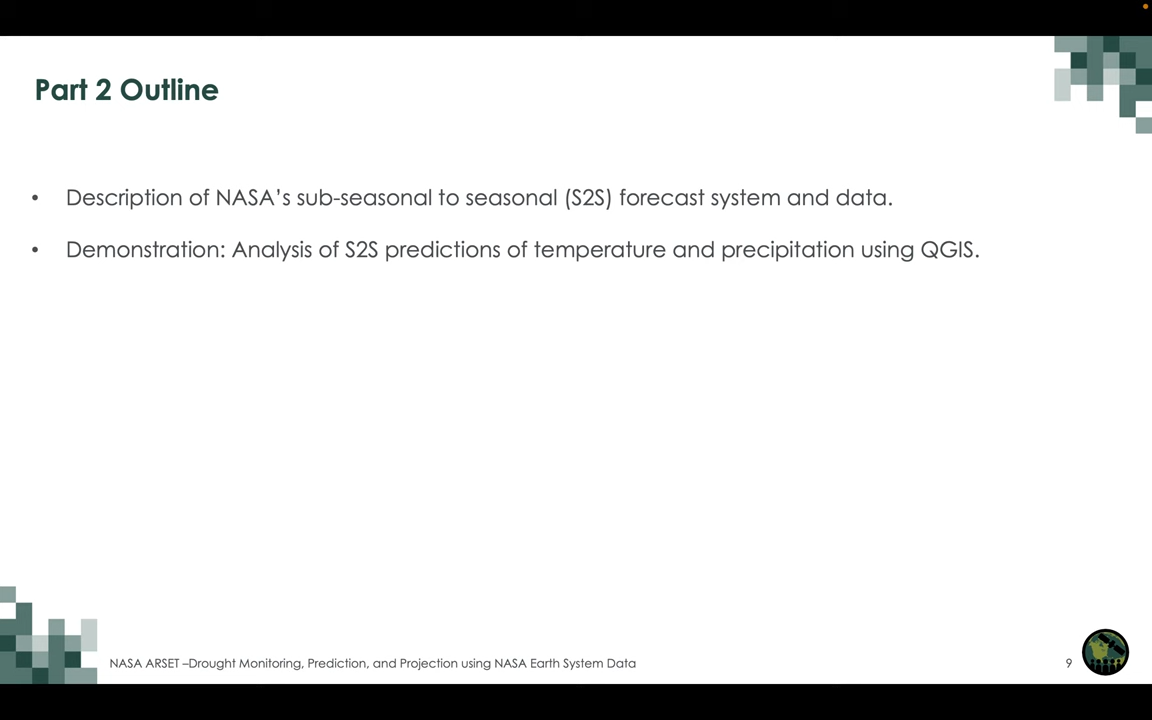 Part 2 Outline
• Description of NASA’s sub-seasonal to seasonal (S2S) forecast system and data.
• Demonstration: Analysis of S2S predictions of temperature and precipitation using QGIS.
NASA ARSET –Drought Monitoring, Prediction, and Projection using NASA Earth System Data
9